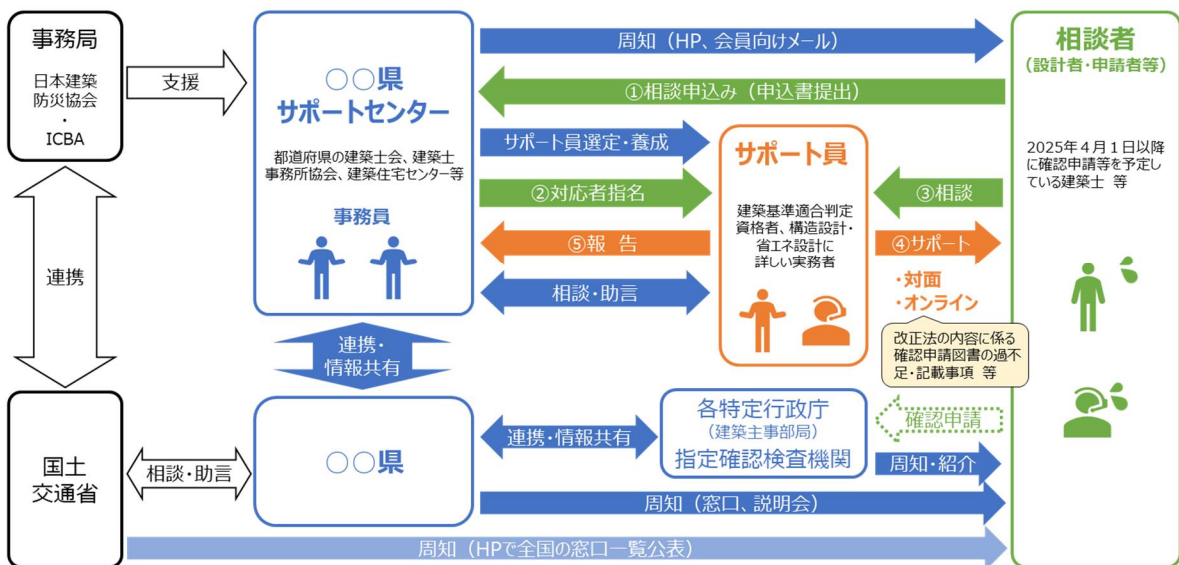 事務局
日本建築
防災協会
・
ICBA
支援
連携
国土
交通省
相談・助言
○○県
サポートセンター
都道府県の建築士会、建築士
事務所協会、建築住宅センター等
事務員
周知（HP、会員向けメール）
①相談申込み（申込書提出）
サポート員選定・養成
②対応者指名
⑤報 告
相談・助言
サポート員
建築基準適合判定
資格者、構造設計・
省エネ設計に
詳しい実務者
③相談
④サポート
・対面
・オンライン
改正法の内容に係る
確認申請図書の過不
足・記載事項 等
相談者
（設計者・申請者等）
2025年４月１日以降
に確認申請等を予定し
ている建築士 等
連携・
情報共有
○○県
連携・情報共有
各特定行政庁
（建築主事部局）
指定確認検査機関
確認申請
周知・紹介
周知（窓口、説明会）
周知（HPで全国の窓口一覧公表）